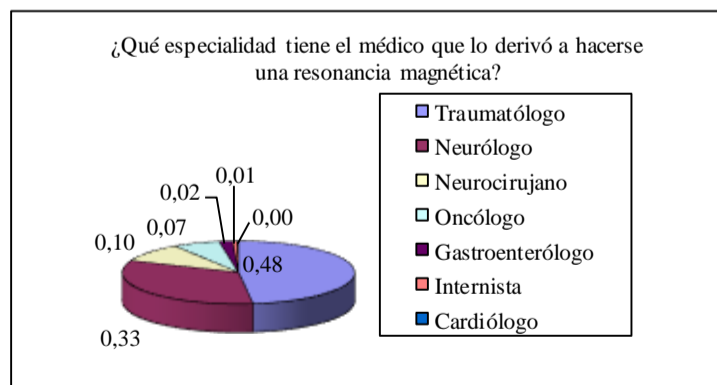 ¿Qué especialidad tiene el médico que lo derivó a hacerse
una resonancia magnética?
Traumatólogo
Neurólogo
Neurocirujano
Oncólogo
Gastroenterólogo
Internista
Cardiólogo
0,01
0,02
0,00
0,07
0,10
0,48
0,33